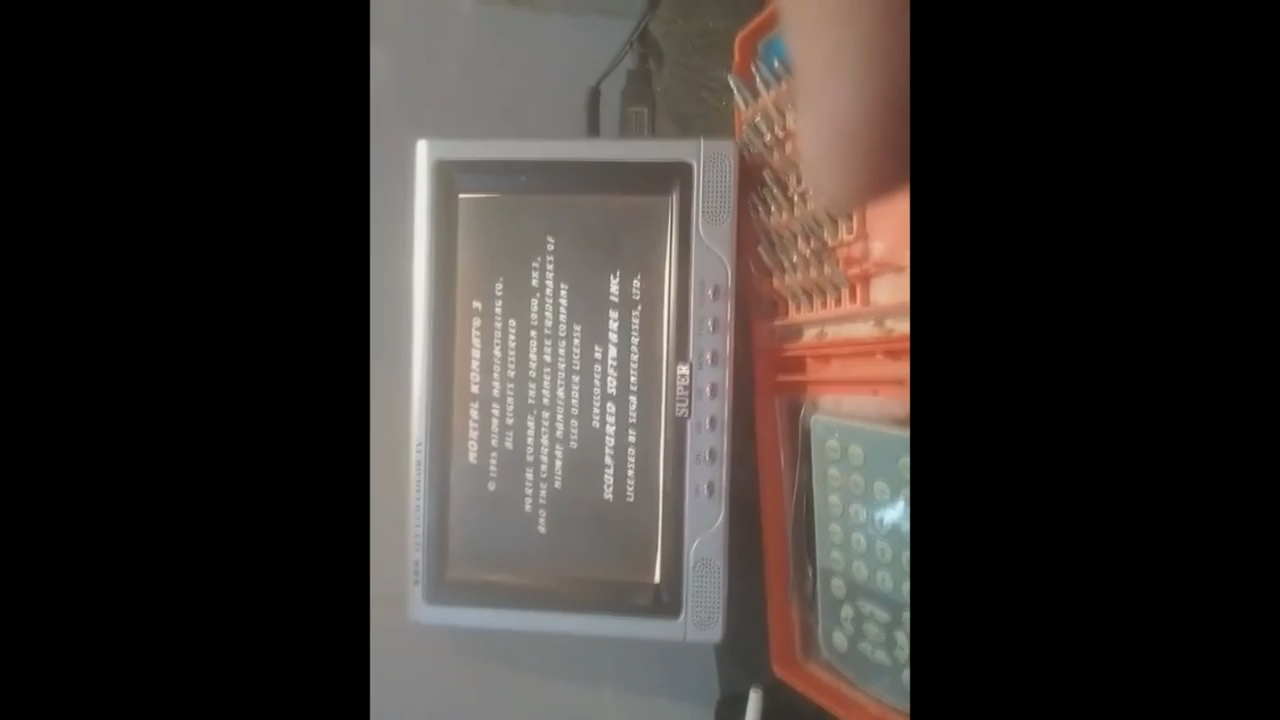 MORTAL KOMBAT® 3
© 1995 MIDWAY MANUFACTURING CO.
ALL RIGHTS RESERVED
MORTAL KOMBAT, THE DRAGON LOGO, MK3,
AND THE CHARACTER NAMES ARE TRADEMARKS OF
MIDWAY MANUFACTURING COMPANY
USED UNDER LICENSE
DEVELOPED BY
SCULPTURED SOFTWARE INC.
LICENSED BY SEGA ENTERPRISES, LTD.
SUPER